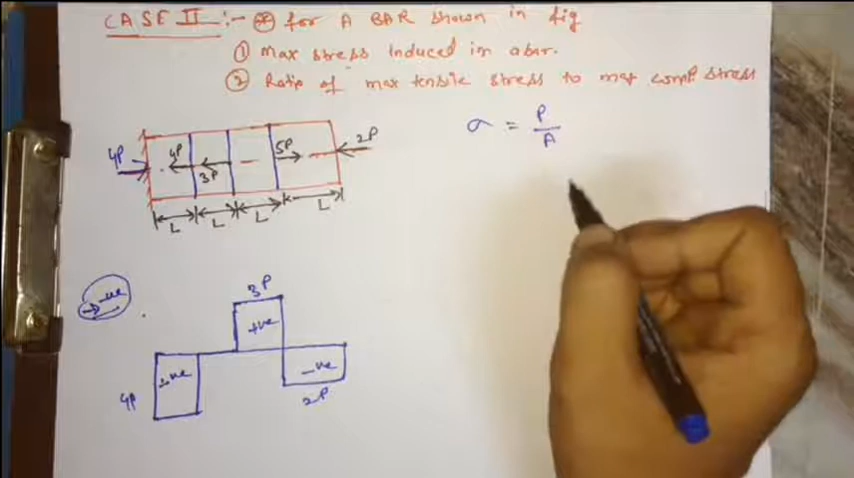 CASE II :- * for A BAR shown in fig
① Max stress Induced in a bar.
② Ratio of max tensile stress to max compr stress
σ = P/A
4P 4P 3P 5P 2P
L L L L
→ -ve
3P
+ve
-ve -ve
4P 2P